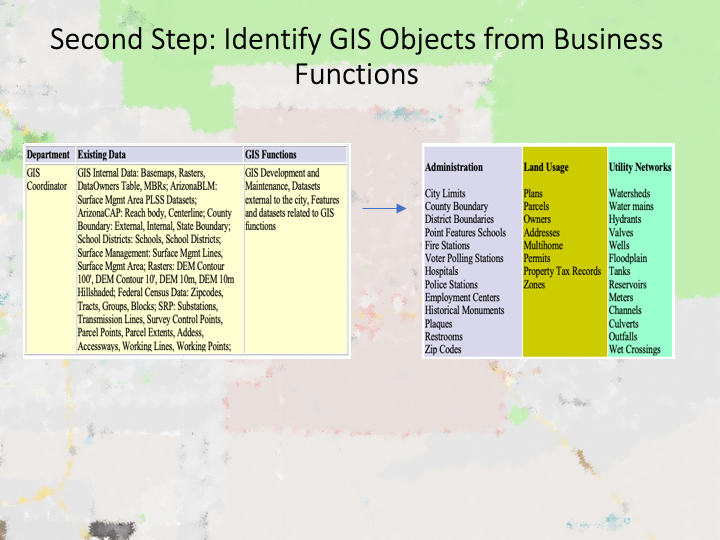 Second Step: Identify GIS Objects from Business
Functions
Department Existing Data GIS Functions
GIS
Coordinator
GIS Internal Data: Basemaps, Rasters,
DataOwners Table, MBRs; ArizonaBLM:
Surface Mgmt Area PLSS Datasets;
ArizonaCAP: Reach body, Centerline; County
Boundary: External, Internal, State Boundary;
School Districts: Schools, School Districts;
Surface Management: Surface Mgmt Lines,
Surface Mgmt Area; Rasters: DEM Contour
100', DEM Contour 10', DEM 10m, DEM 10m
Hillshaded; Federal Census Data: Zipcodes,
Tracts, Groups, Blocks; SRP: Substations,
Transmission Lines, Survey Control Points,
Parcel Points, Parcel Extents, Addess,
Accessways, Working Lines, Working Points;
GIS Development and
Maintenance, Datasets
external to the city, Features
and datasets related to GIS
functions
Administration
City Limits
County Boundary
District Boundaries
Point Features Schools
Fire Stations
Voter Polling Stations
Hospitals
Police Stations
Employment Centers
Historical Monuments
Plaques
Restrooms
Zip Codes
Land Usage
Plans
Parcels
Owners
Addresses
Multihome
Permits
Property Tax Records
Zones
Utility Networks
Watersheds
Water mains
Hydrants
Valves
Wells
Floodplain
Tanks
Reservoirs
Meters
Channels
Culverts
Outfalls
Wet Crossings